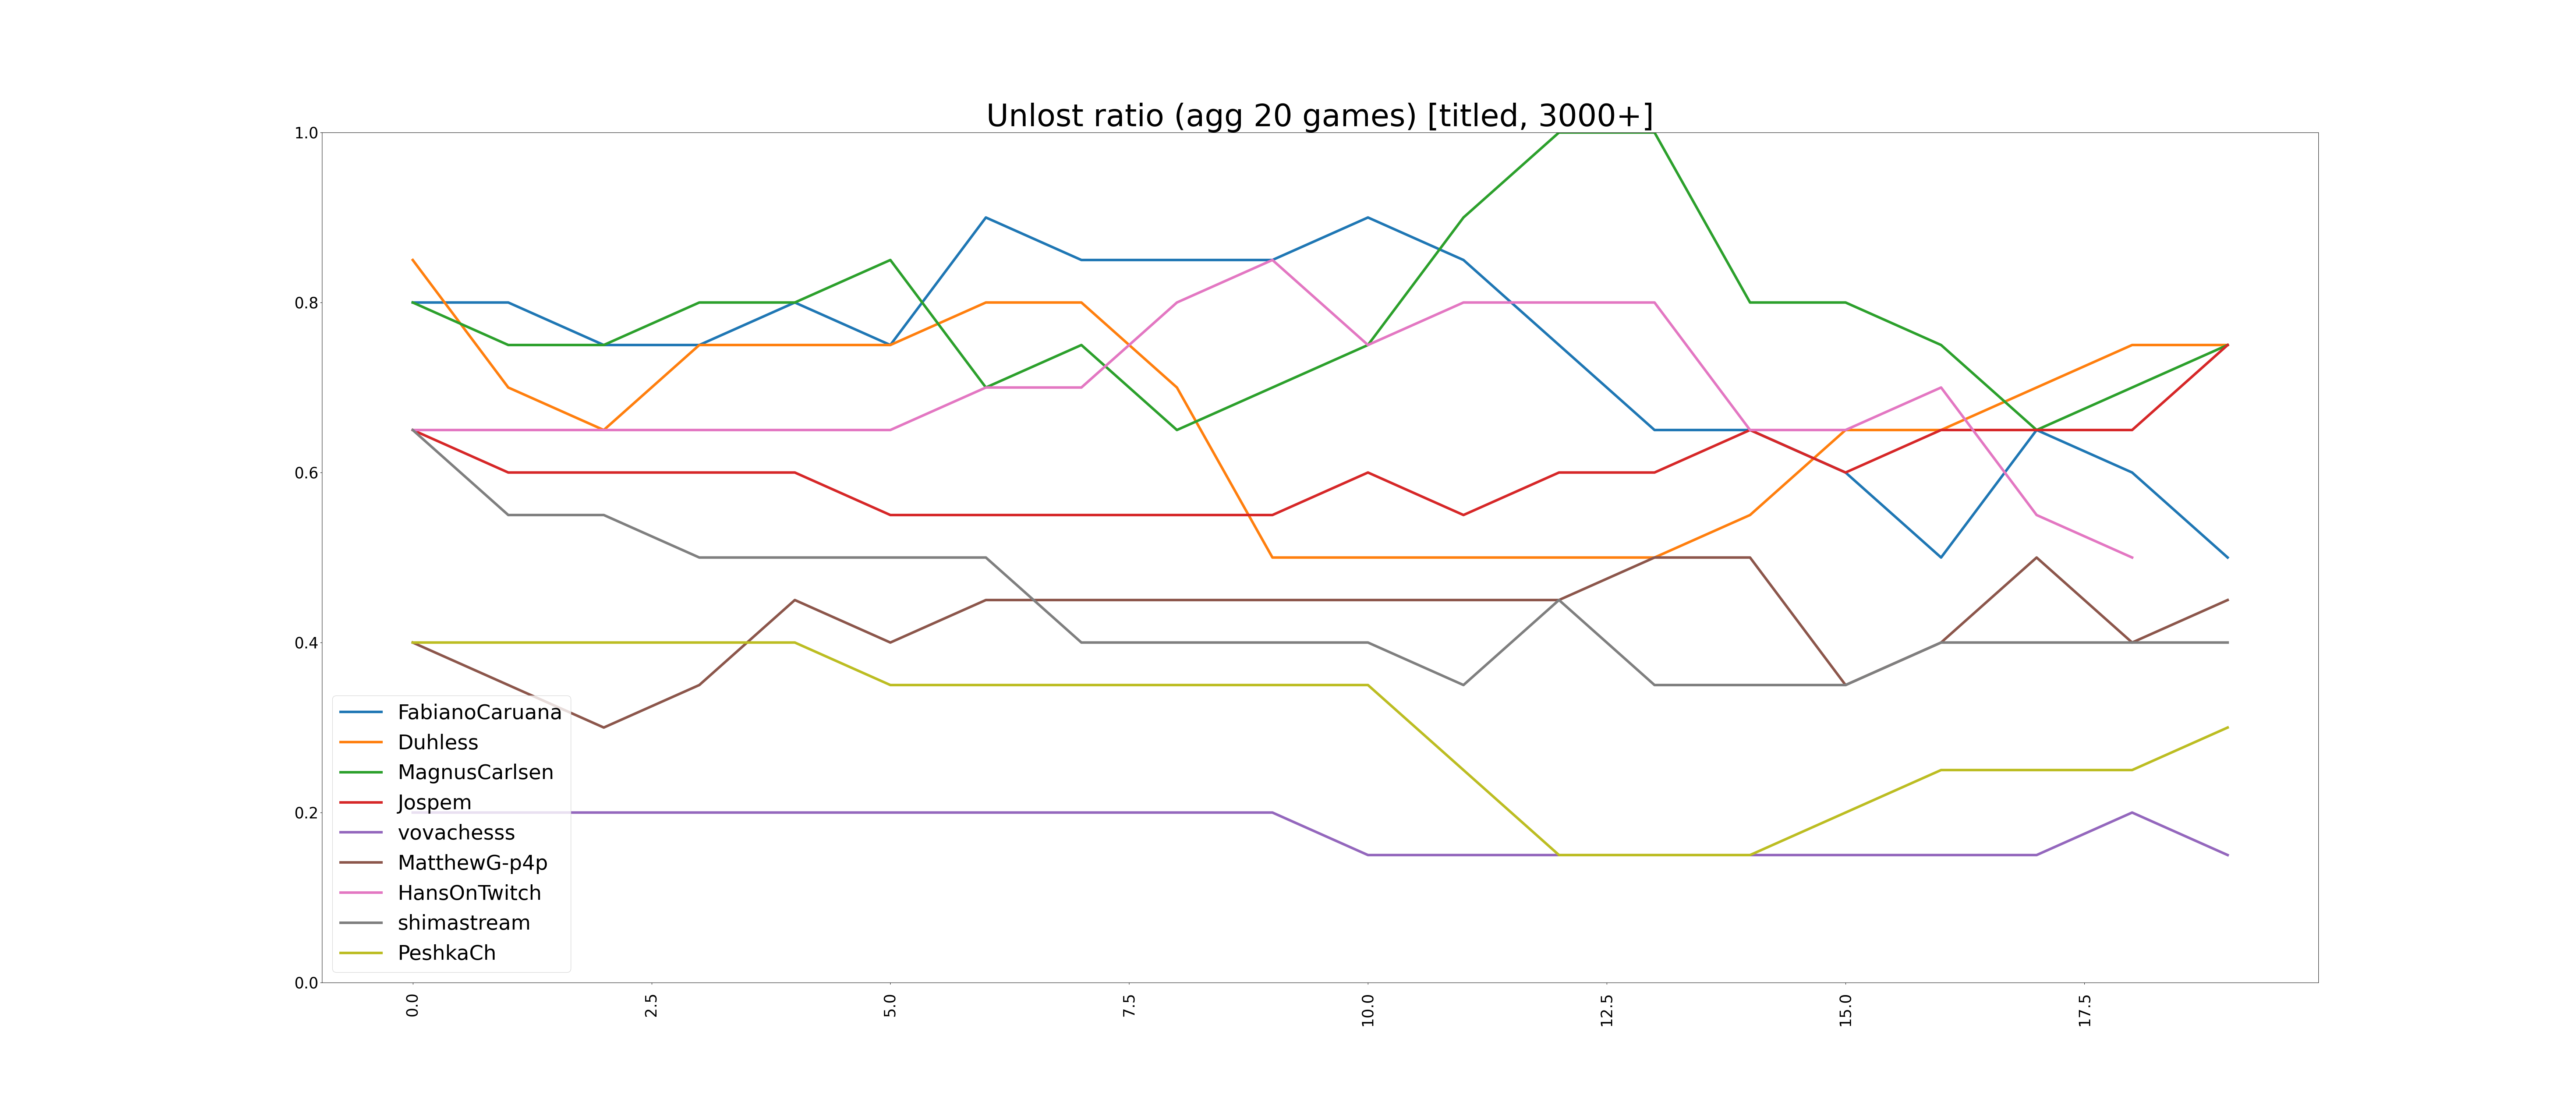 Unlost ratio (agg 20 games) [titled, 3000+]
1.0
0.8
0.6
0.4
0.2
0.0
FabianoCaruana
Duhless
MagnusCarlsen
Jospem
vovachesss
MatthewG-p4p
HansOnTwitch
shimastream
PeshkaCh
0.0
2.5
5.0
7.5
10.0
12.5
15.0
17.5